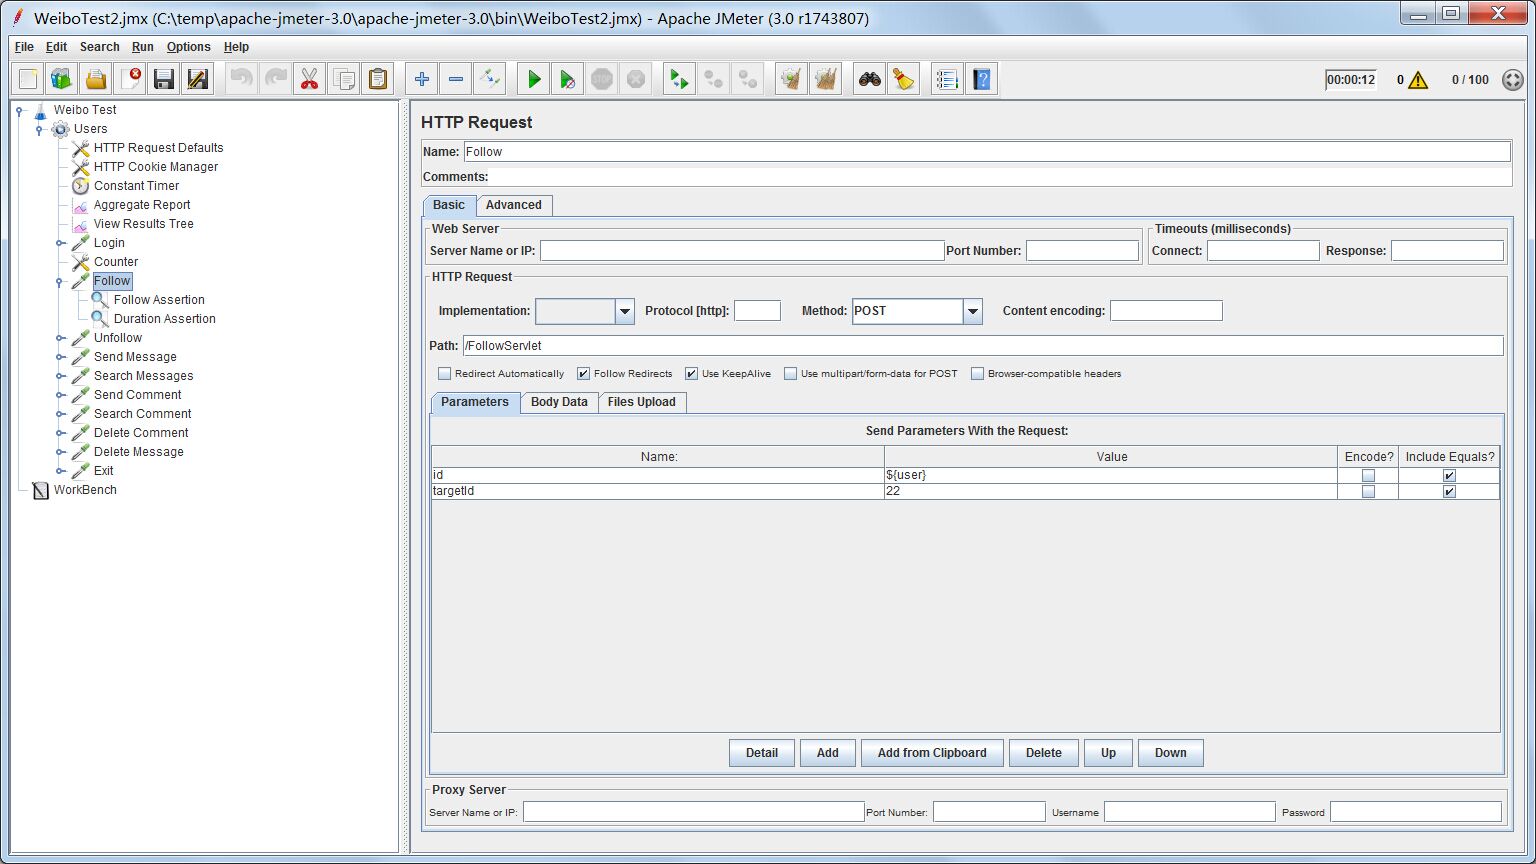 WeiboTest2.jmx (C:\temp\apache-jmeter-3.0\apache-jmeter-3.0\bin\WeiboTest2.jmx) - Apache JMeter (3.0 r1743807)
File Edit Search Run Options Help
STOP
00:00:12 0 0 / 100
Weibo Test
Users
HTTP Request Defaults
HTTP Cookie Manager
Constant Timer
Aggregate Report
View Results Tree
Login
Counter
Follow
Follow Assertion
Duration Assertion
Unfollow
Send Message
Search Messages
Send Comment
Search Comment
Delete Comment
Delete Message
Exit
WorkBench
HTTP Request
Name: Follow
Comments:
Basic Advanced
Web Server
Server Name or IP: Port Number:
Timeouts (milliseconds)
Connect: Response:
HTTP Request
Implementation: Protocol [http]: Method: POST Content encoding:
Path: /FollowServlet
Redirect Automatically Follow Redirects Use KeepAlive Use multipart/form-data for POST Browser-compatible headers
Parameters Body Data Files Upload
Send Parameters With the Request:
Name: Value Encode? Include Equals?
id ${user}
targetId 22
Detail Add Add from Clipboard Delete Up Down
Proxy Server
Server Name or IP: Port Number: Username Password